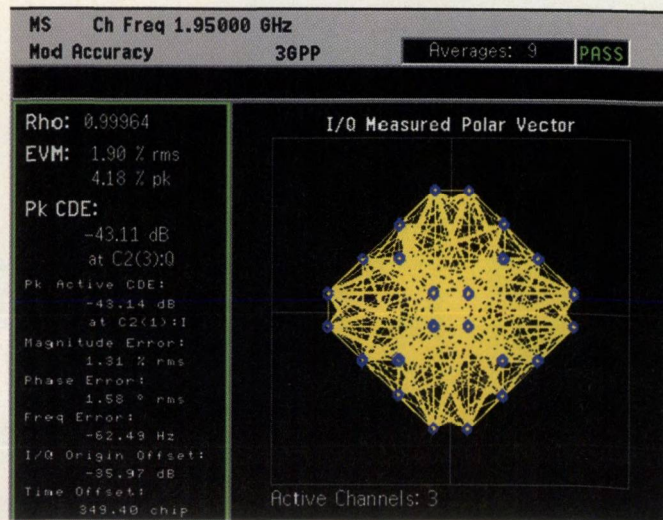 MS Ch Freq 1.95000 GHz
Mod Accuracy 3GPP Averages: 9 PASS
Rho: 0.99964
EVM: 1.90 % rms
4.18 % pk
Pk CDE:
-43.11 dB
at C2(3):Q
Pk Active CDE:
-43.14 dB
at C2(1):I
Magnitude Error:
1.31 % rms
Phase Error:
1.58 ° rms
Freq Error:
-62.49 Hz
I/Q Origin Offset:
-35.97 dB
Time Offset:
349.40 chip
I/Q Measured Polar Vector
Active Channels: 3